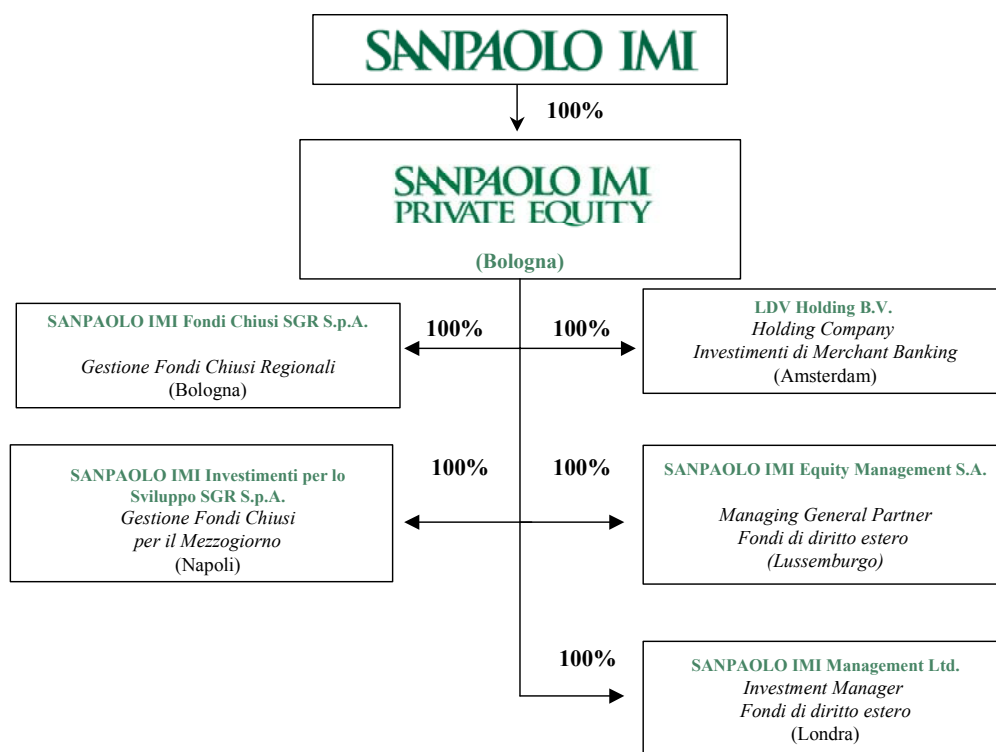 SANPAOLO IMI
100%
SANPAOLO IMI
PRIVATE EQUITY
(Bologna)
SANPAOLO IMI Fondi Chiusi SGR S.p.A.
Gestione Fondi Chiusi Regionali
(Bologna)
100%
100%
LDV Holding B.V.
Holding Company
Investimenti di Merchant Banking
(Amsterdam)
SANPAOLO IMI Investimenti per lo
Sviluppo SGR S.p.A.
Gestione Fondi Chiusi
per il Mezzogiorno
(Napoli)
100%
100%
SANPAOLO IMI Equity Management S.A.
Managing General Partner
Fondi di diritto estero
(Lussemburgo)
100%
SANPAOLO IMI Management Ltd.
Investment Manager
Fondi di diritto estero
(Londra)